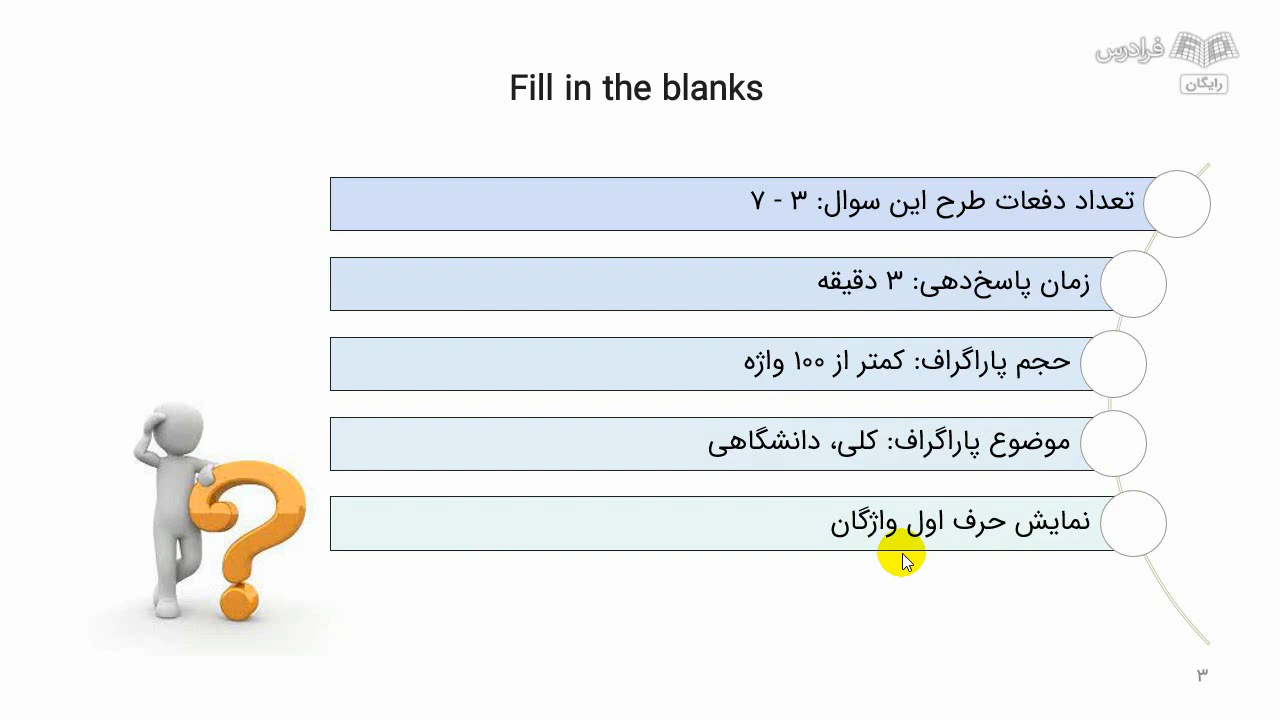 فرادرس
رایگان
Fill in the blanks
تعداد دفعات طرح این سوال: ۳ - ۷
زمان پاسخ‌دهی: ۳ دقیقه
حجم پاراگراف: کمتر از ۱۰۰ واژه
موضوع پاراگراف: کلی، دانشگاهی
نمایش حرف اول واژگان
۳